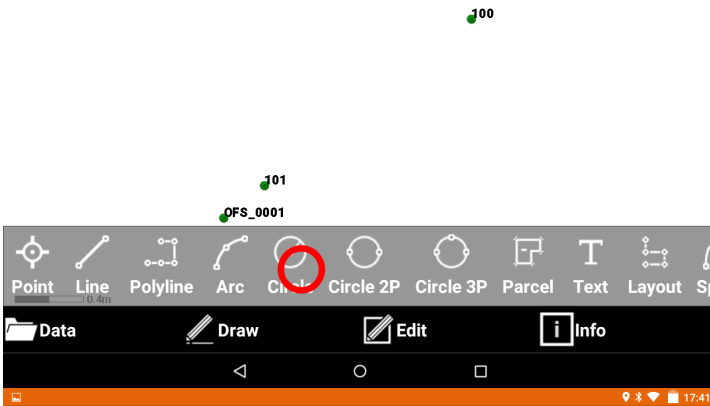 100
101
OFS_0001
Point Line Polyline Arc Circle Circle 2P Circle 3P Parcel Text Layout
0.4m
Data Draw Edit Info
17:41